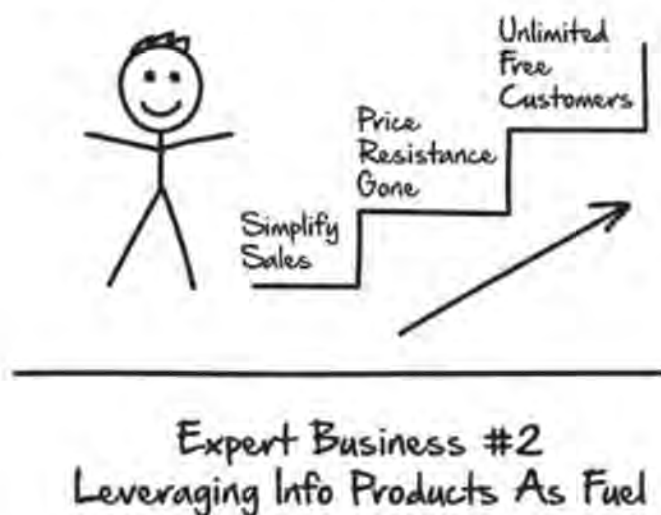 Unlimited
Free
Customers
Price
Resistance
Gone
Simplify
Sales
Expert Business #2
Leveraging Info Products As Fuel